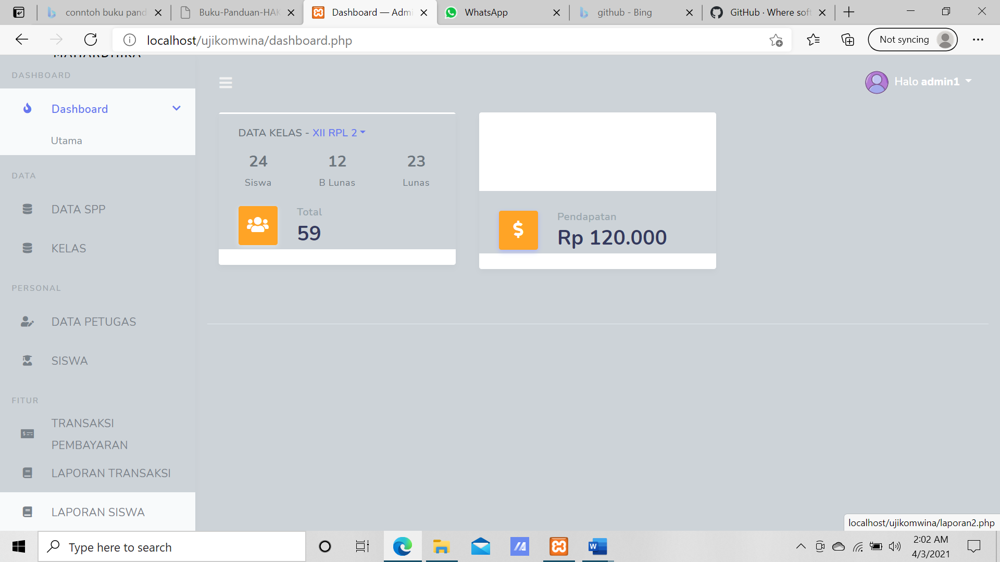 conntoh buku pand
Buku-Panduan-HAK
Dashboard — Admi
WhatsApp
github - Bing
GitHub · Where soft
localhost/ujikomwina/dashboard.php
Not syncing
MAHARDHIKA
DASHBOARD
Dashboard
Utama
DATA
DATA SPP
KELAS
PERSONAL
DATA PETUGAS
SISWA
FITUR
TRANSAKSI
PEMBAYARAN
LAPORAN TRANSAKSI
LAPORAN SISWA
Halo admin1
DATA KELAS - XII RPL 2
24 12 23
Siswa B Lunas Lunas
Total
59
Pendapatan
Rp 120.000
localhost/ujikomwina/laporan2.php
Type here to search
2:02 AM
4/3/2021